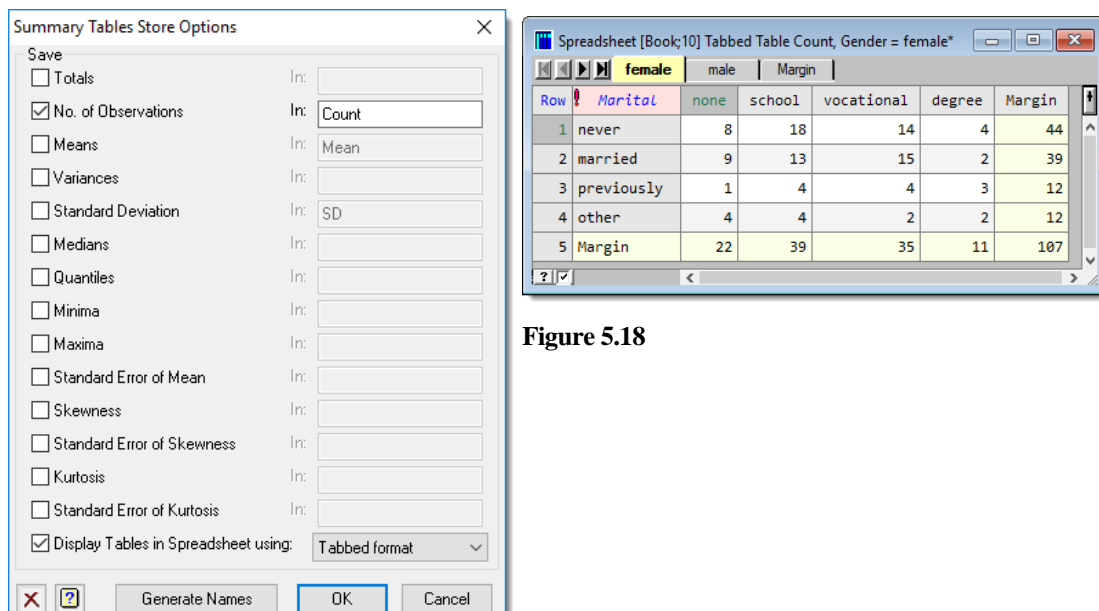 Summary Tables Store Options
Save
Totals In:
No. of Observations In: Count
Means In: Mean
Variances In:
Standard Deviation In: SD
Medians In:
Quantiles In:
Minima In:
Maxima In:
Standard Error of Mean In:
Skewness In:
Standard Error of Skewness In:
Kurtosis In:
Standard Error of Kurtosis In:
Display Tables in Spreadsheet using: Tabbed format
Generate Names OK Cancel
Spreadsheet [Book;10] Tabbed Table Count, Gender = female*
female male Margin
Row ! Marital none school vocational degree Margin
1 never 8 18 14 4 44
2 married 9 13 15 2 39
3 previously 1 4 4 3 12
4 other 4 4 2 2 12
5 Margin 22 39 35 11 107
?
Figure 5.18